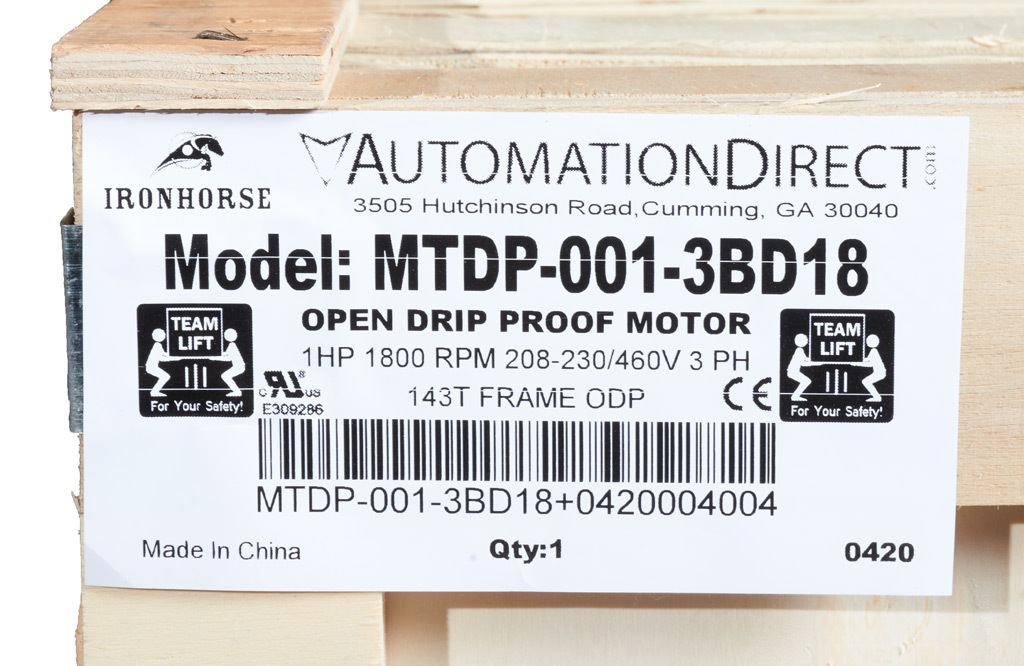 IRONHORSE
AUTOMATIONDIRECT.com
3505 Hutchinson Road,Cumming, GA 30040
Model: MTDP-001-3BD18
OPEN DRIP PROOF MOTOR
1HP 1800 RPM 208-230/460V 3 PH
143T FRAME ODP
TEAM
LIFT
For Your Safety!
c RU® US
E309286
CE
TEAM
LIFT
For Your Safety!
MTDP-001-3BD18+0420004004
Made In China
Qty:1
0420